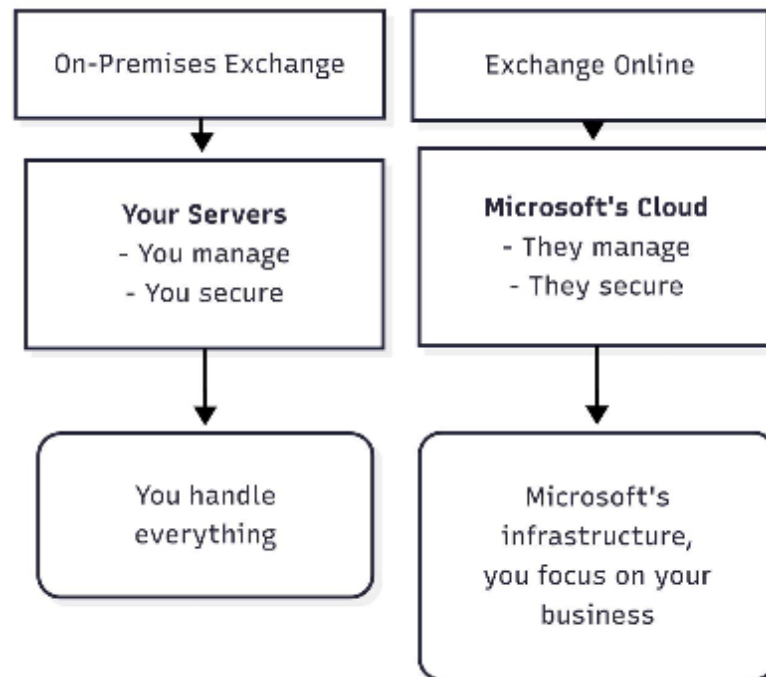 On-Premises Exchange
Your Servers
- You manage
- You secure
You handle
everything
Exchange Online
Microsoft's Cloud
- They manage
- They secure
Microsoft's
infrastructure,
you focus on your
business